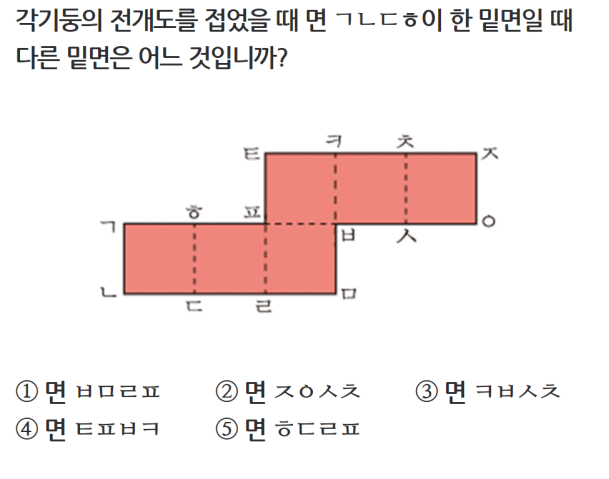 각기둥의 전개도를 접었을 때 면 ㄱㄴㄷㅎ이 한 밑면일 때
다른 밑면은 어느 것입니까?
ㅌ ㅋ ㅊ ㅈ
ㄱ ㅎ ㅍ ㅂ ㅅ ㅇ
ㄴ ㄷ ㄹ ㅁ
① 면 ㅂㅁㄹㅍ ② 면 ㅈㅇㅅㅊ ③ 면 ㅋㅂㅅㅊ
④ 면 ㅌㅍㅂㅋ ⑤ 면 ㅎㄷㄹㅍ